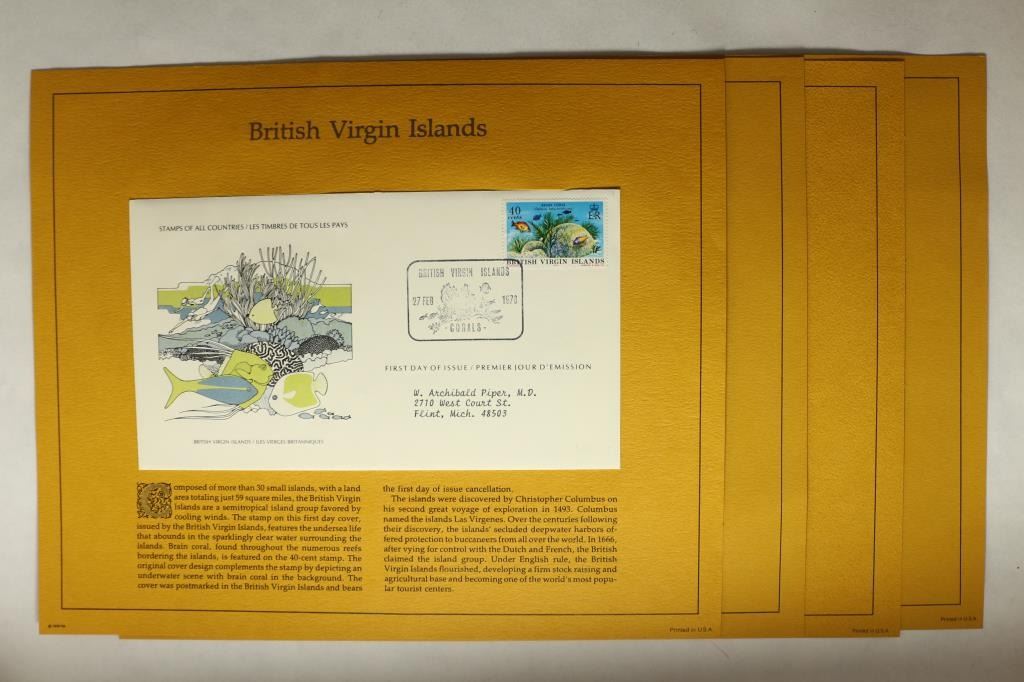 British Virgin Islands
STAMPS OF ALL COUNTRIES / LES TIMBRES DE TOUS LES PAYS
40
CENTS
BRAIN CORAL
E R
BRITISH VIRGIN ISLANDS
BRITISH VIRGIN ISLANDS
27 FEB 1978
- CORALS -
FIRST DAY OF ISSUE / PREMIER JOUR D'EMISSION
W. Archibald Piper, M.D.
2710 West Court St.
Flint, Mich. 48503
BRITISH VIRGIN ISLANDS / ILES VIERGES BRITANNIQUES
Composed of more than 30 small islands, with a land
area totaling just 59 square miles, the British Virgin
Islands are a semitropical island group favored by
cooling winds. The stamp on this first day cover,
issued by the British Virgin Islands, features the undersea life
that abounds in the sparklingly clear water surrounding the
islands. Brain coral, found throughout the numerous reefs
bordering the islands, is featured on the 40-cent stamp. The
original cover design complements the stamp by depicting an
underwater scene with brain coral in the background. The
cover was postmarked in the British Virgin Islands and bears
the first day of issue cancellation.
The islands were discovered by Christopher Columbus on
his second great voyage of exploration in 1493. Columbus
named the islands Las Virgenes. Over the centuries following
their discovery, the islands' secluded deepwater harbors of-
fered protection to buccaneers from all over the world. In 1666,
after vying for control with the Dutch and French, the British
claimed the island group. Under English rule, the British
Virgin Islands flourished, developing a firm stock raising and
agricultural base and becoming one of the world's most popu-
lar tourist centers.
Printed in U.S.A.
Printed in U.S.A.
Printed in U.S.A.